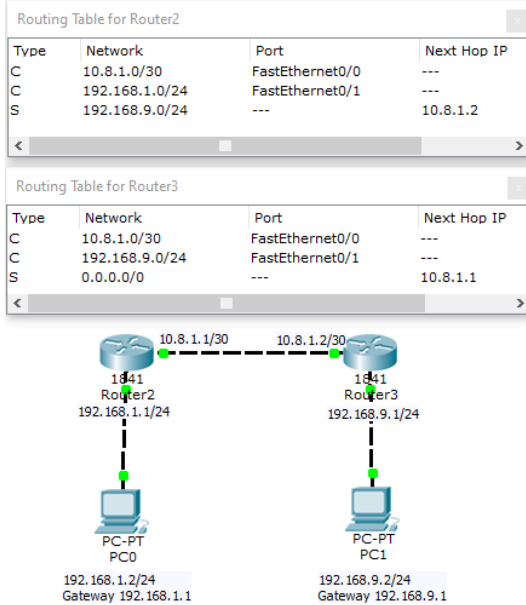 Routing Table for Router2
Type Network Port Next Hop IP
C 10.8.1.0/30 FastEthernet0/0 ---
C 192.168.1.0/24 FastEthernet0/1 ---
S 192.168.9.0/24 --- 10.8.1.2
Routing Table for Router3
Type Network Port Next Hop IP
C 10.8.1.0/30 FastEthernet0/0 ---
C 192.168.9.0/24 FastEthernet0/1 ---
S 0.0.0.0/0 --- 10.8.1.1
10.8.1.1/30 10.8.1.2/30
1841 1841
Router2 Router3
192.168.1.1/24 192.168.9.1/24
PC-PT PC-PT
PC0 PC1
192.168.1.2/24 192.168.9.2/24
Gateway 192.168.1.1 Gateway 192.168.9.1